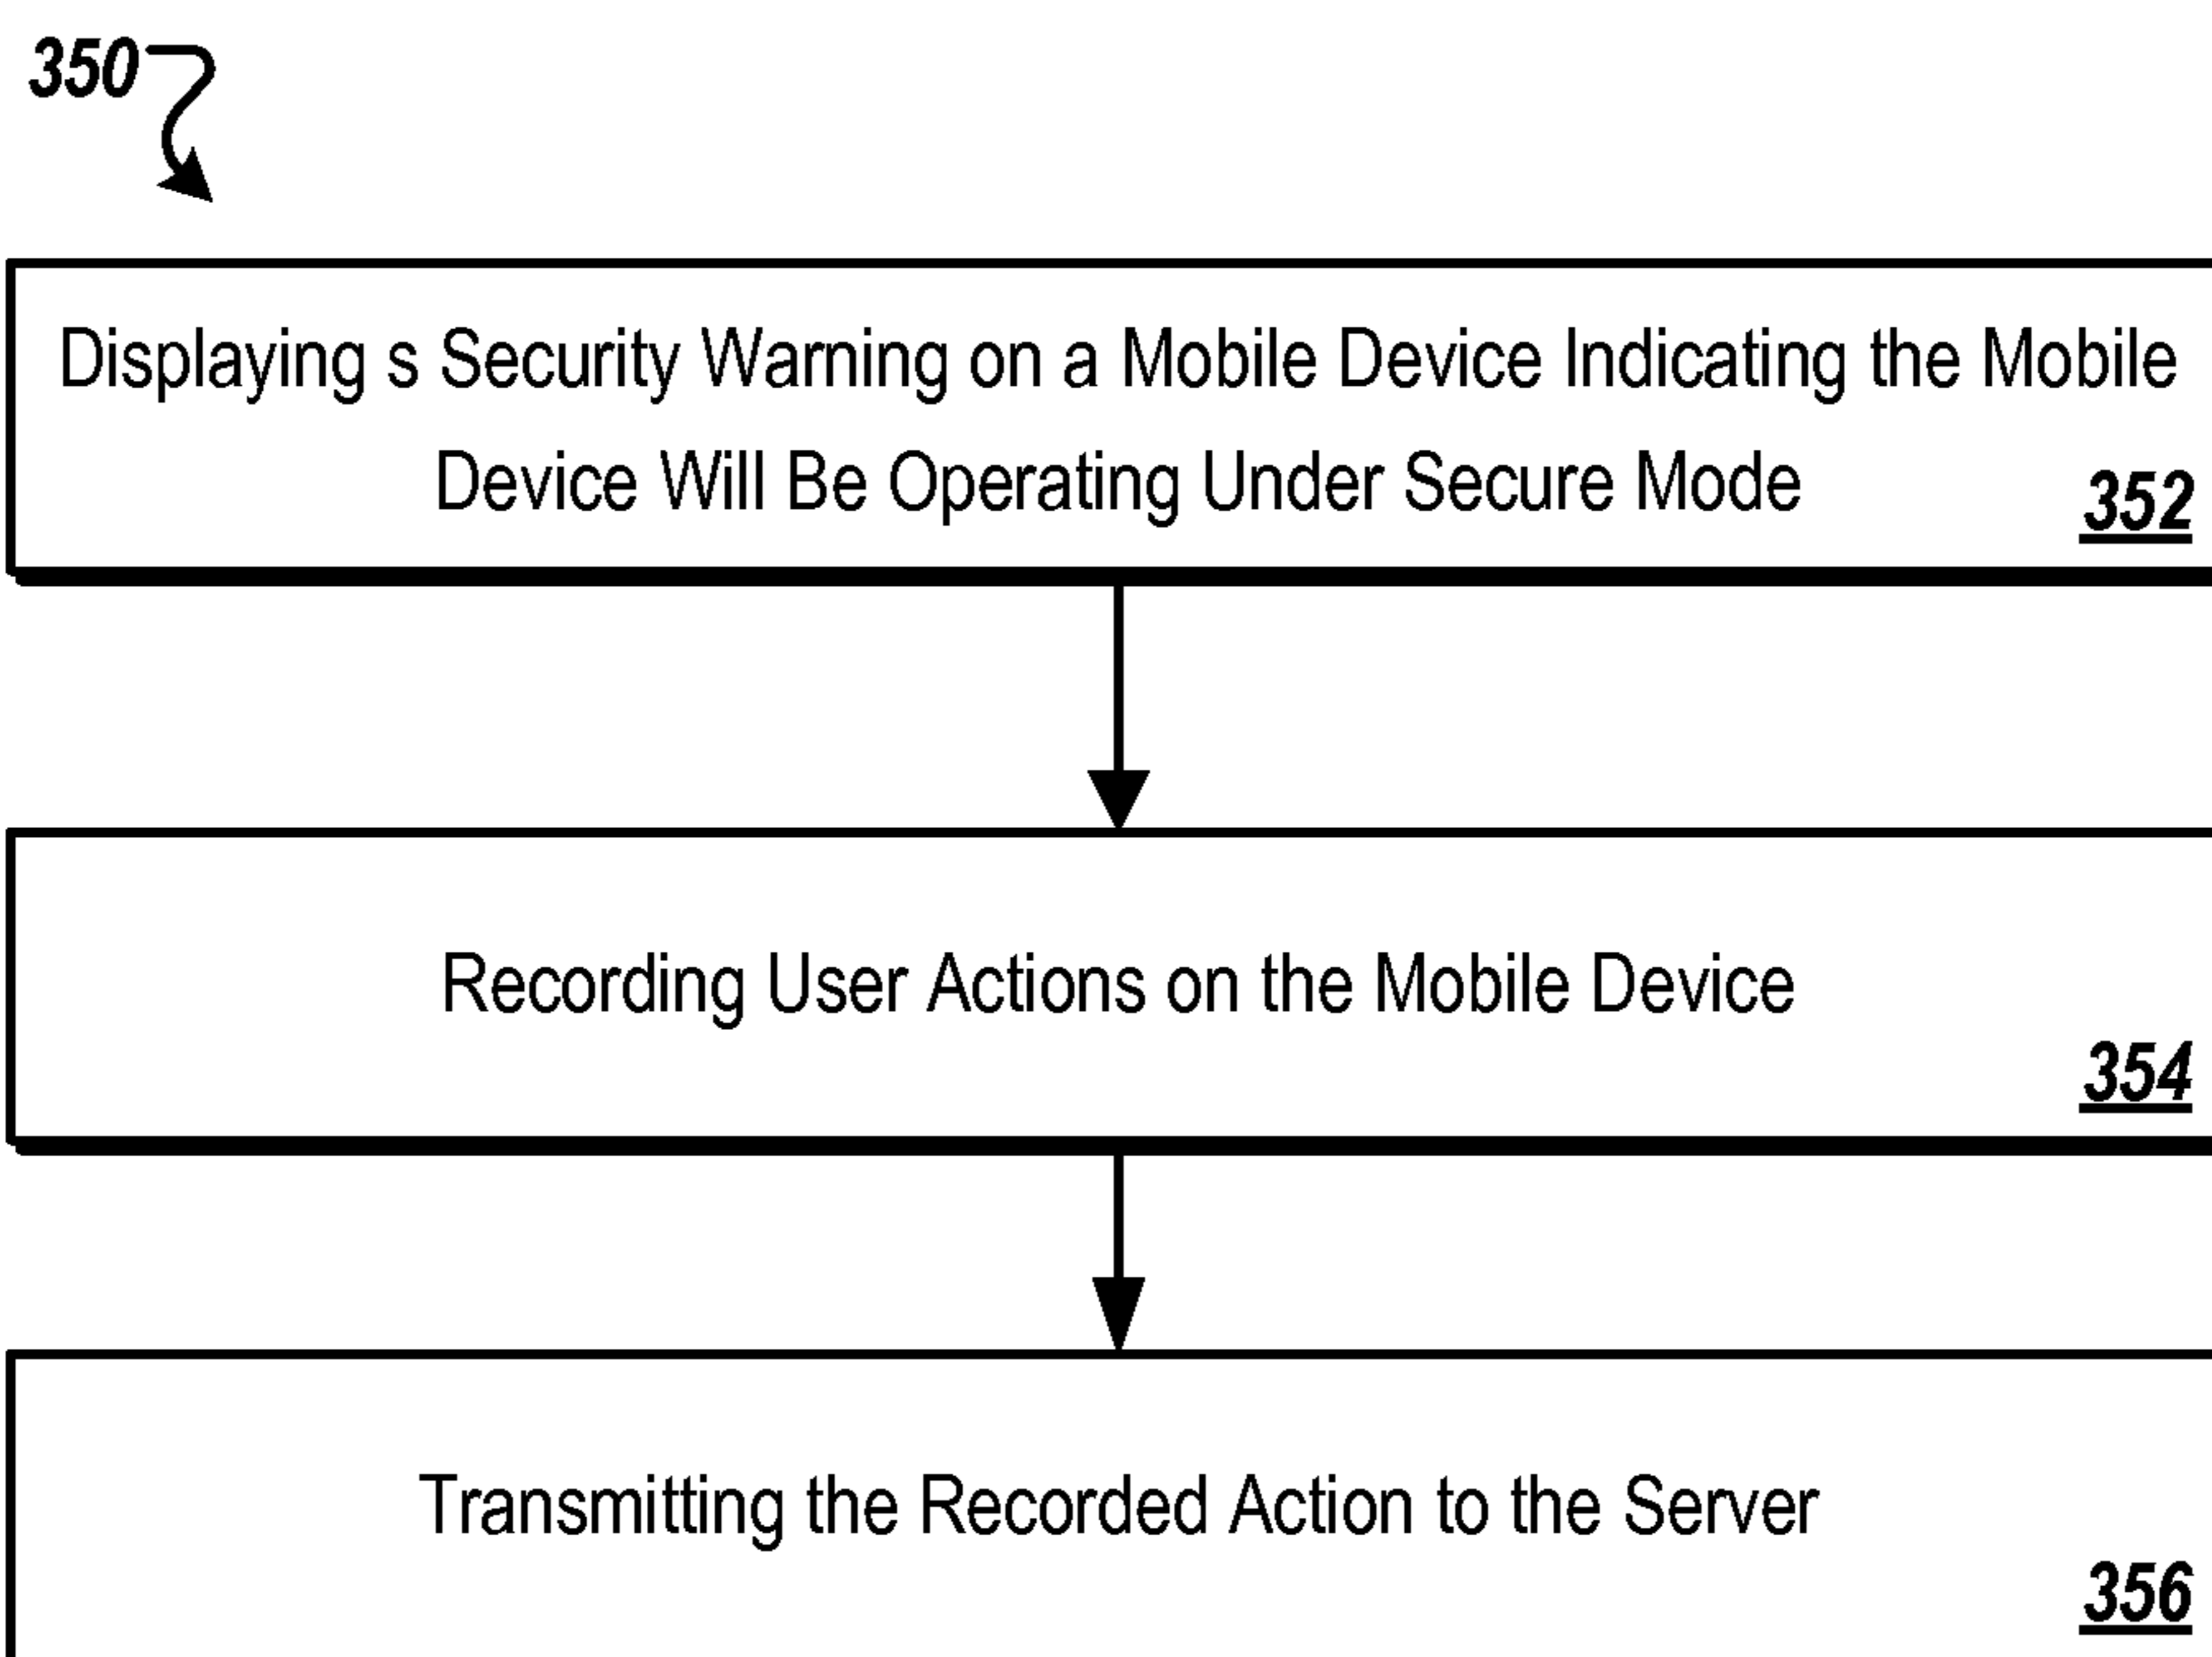 350
Displaying s Security Warning on a Mobile Device Indicating the Mobile
Device Will Be Operating Under Secure Mode
352
Recording User Actions on the Mobile Device
354
Transmitting the Recorded Action to the Server
356